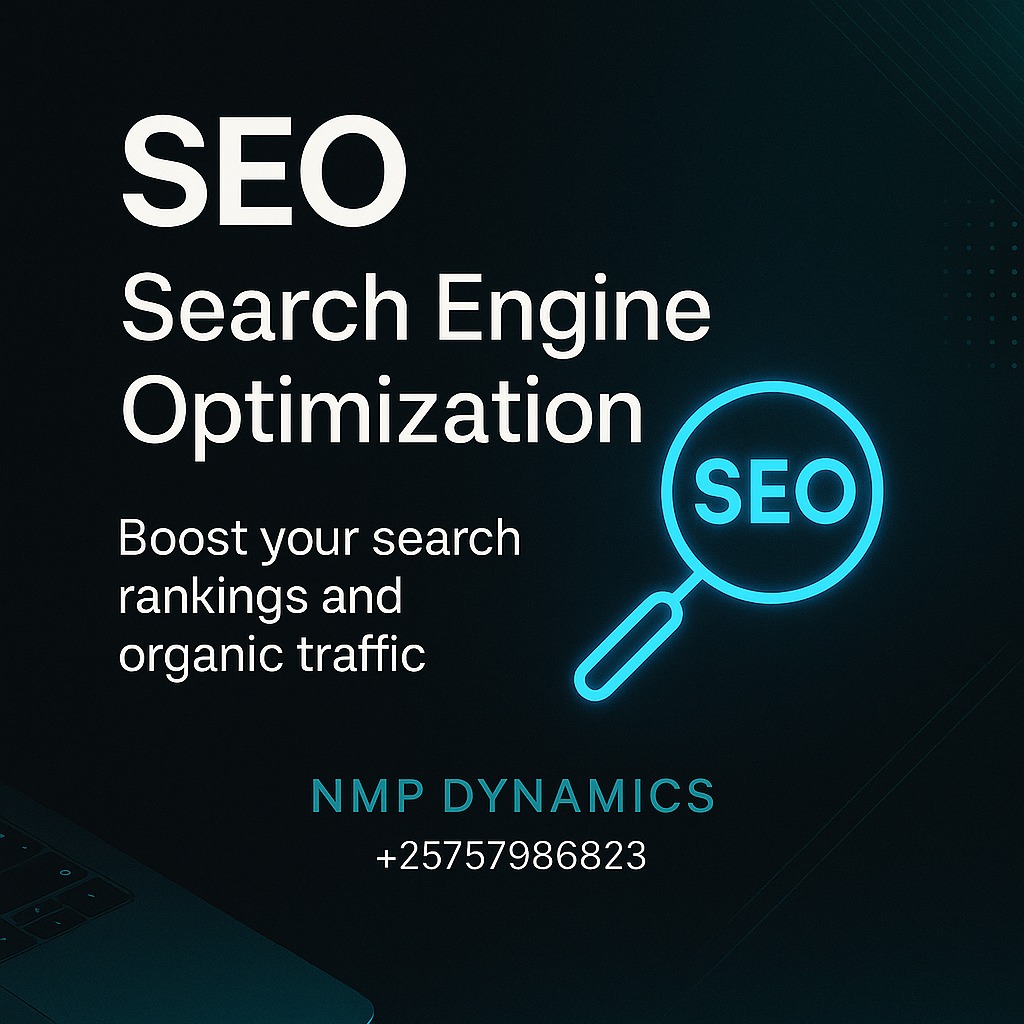 SEO
Search Engine
Optimization
SEO
Boost your search
rankings and
organic traffic
NMP DYNAMICS
+25757986823